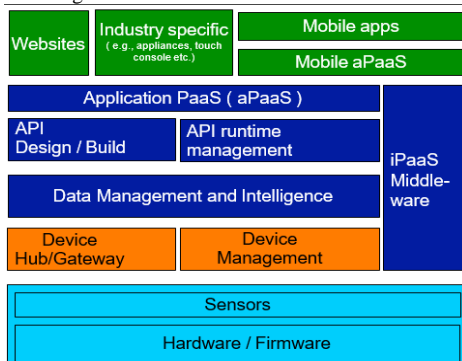 Websites
Industry specific
( e.g., appliances, touch
console etc.)
Mobile apps
Mobile aPaaS
Application PaaS ( aPaaS )
API
Design / Build
API runtime
management
iPaaS
Middle-
ware
Data Management and Intelligence
Device
Hub/Gateway
Device
Management
Sensors
Hardware / Firmware